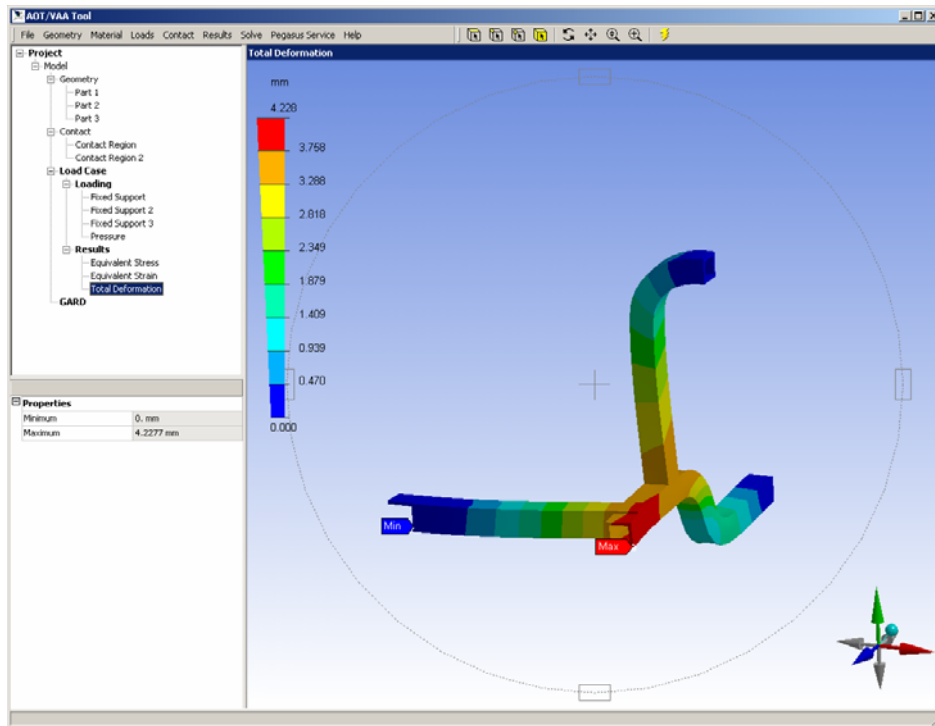 AOT/VAA Tool
File Geometry Material Loads Contact Results Solve Pegasus Service Help
Project
Model
Geometry
Part 1
Part 2
Part 3
Contact
Contact Region
Contact Region 2
Load Case
Loading
Fixed Support
Fixed Support 2
Fixed Support 3
Pressure
Results
Equivalent Stress
Equivalent Strain
Total Deformation
GARD
Properties
Minimum 0. mm
Maximum 4.2277 mm
Total Deformation
mm
4.228
3.758
3.288
2.818
2.349
1.879
1.409
0.939
0.470
0.000
Min
Max